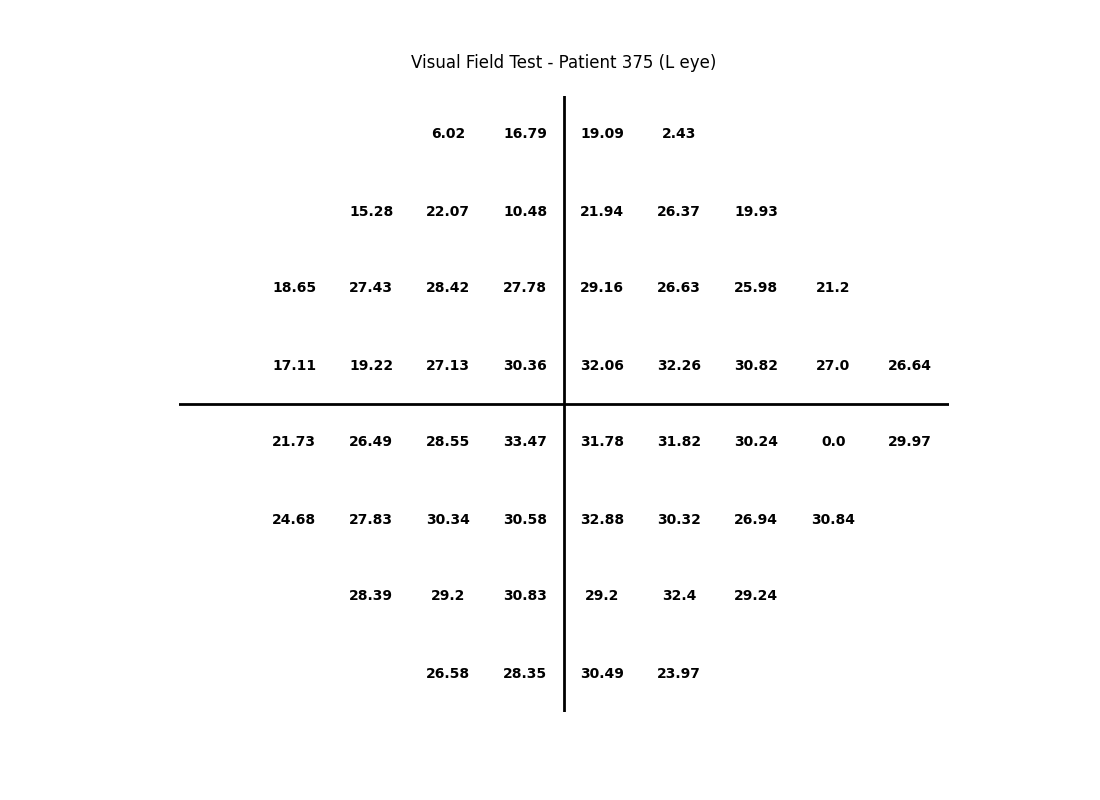 Visual Field Test - Patient 375 (L eye)
6.02 16.79 19.09 2.43
15.28 22.07 10.48 21.94 26.37 19.93
18.65 27.43 28.42 27.78 29.16 26.63 25.98 21.2
17.11 19.22 27.13 30.36 32.06 32.26 30.82 27.0 26.64
21.73 26.49 28.55 33.47 31.78 31.82 30.24 0.0 29.97
24.68 27.83 30.34 30.58 32.88 30.32 26.94 30.84
28.39 29.2 30.83 29.2 32.4 29.24
26.58 28.35 30.49 23.97